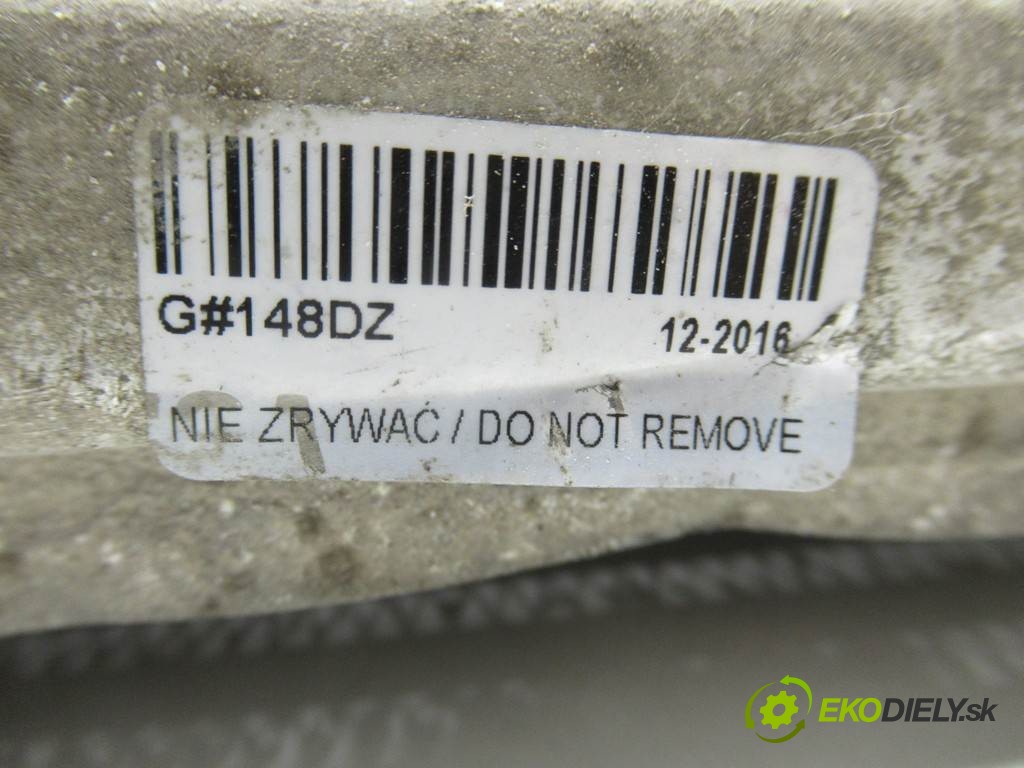 G#148DZ
12-2016
NIE ZRYWAĆ / DO NOT REMOVE
EKODIELY.sk